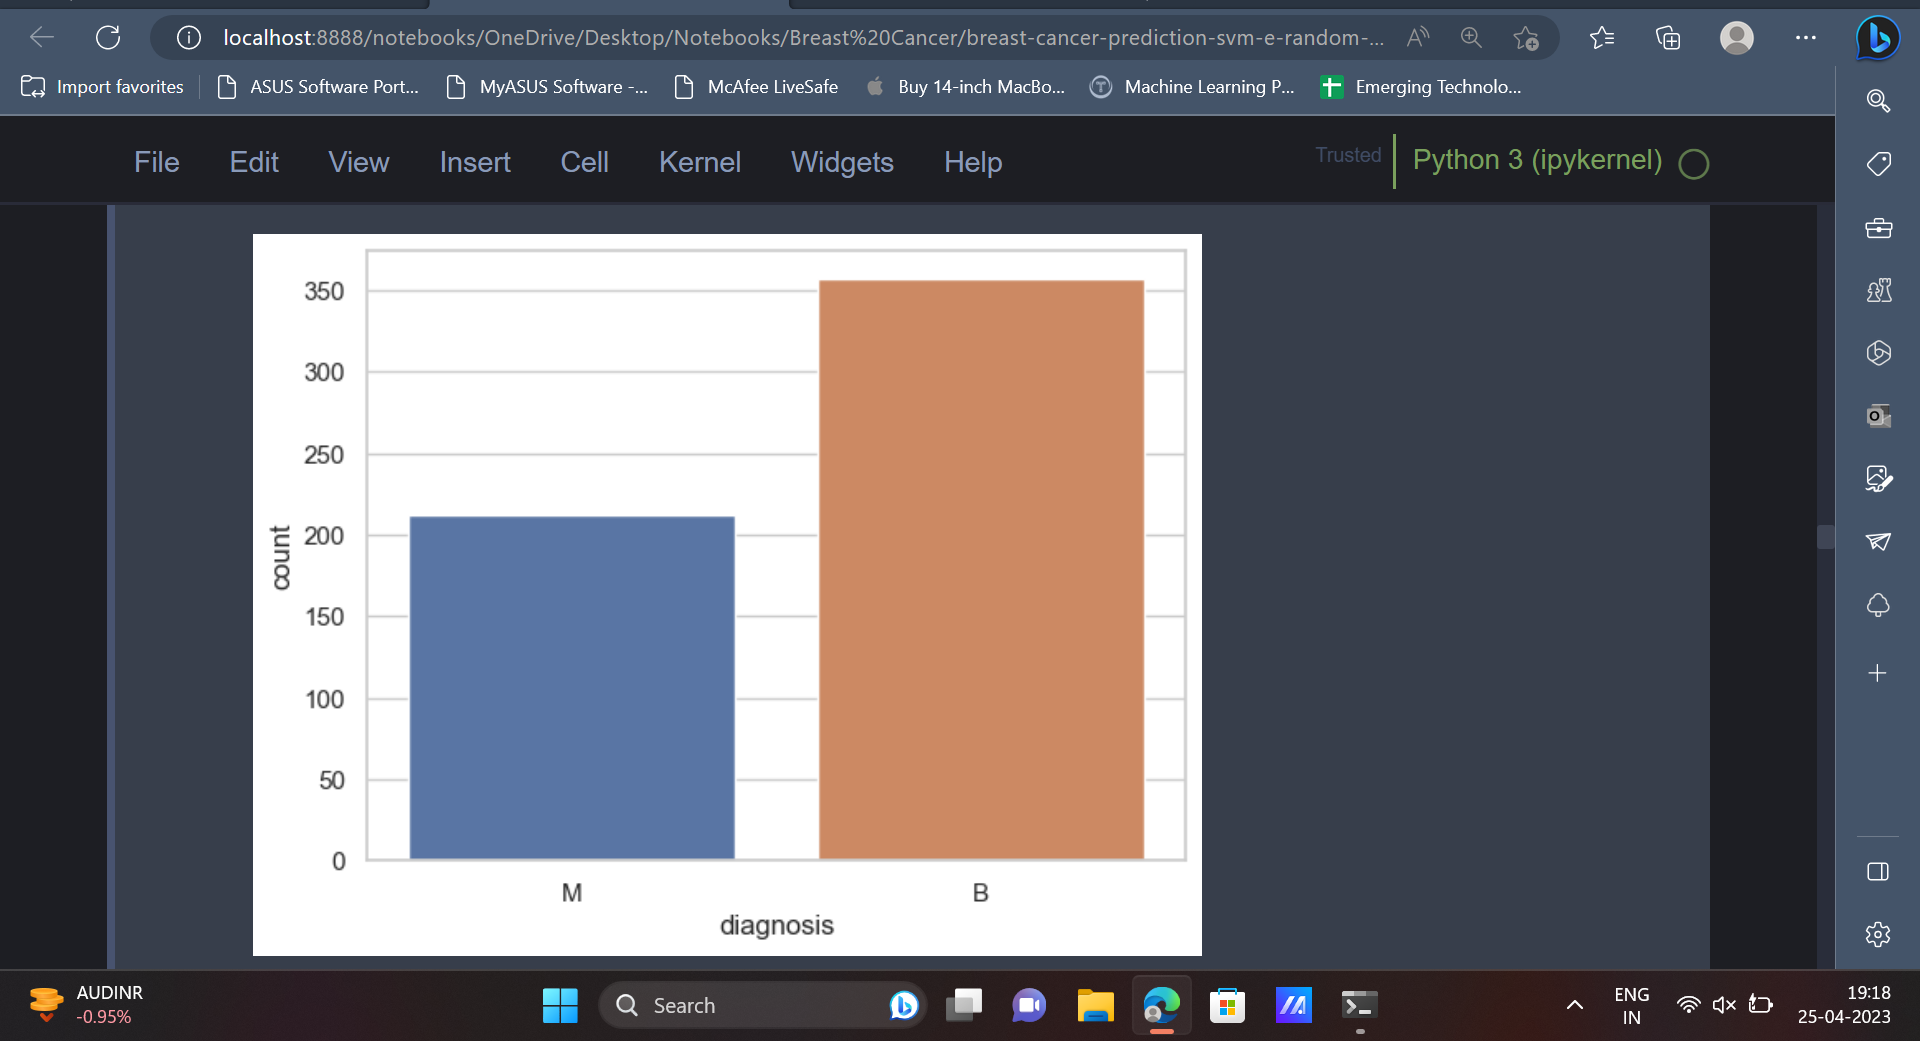 localhost:8888/notebooks/OneDrive/Desktop/Notebooks/Breast%20Cancer/breast-cancer-prediction-svm-e-random-...
Import favorites
ASUS Software Port...
MyASUS Software -...
McAfee LiveSafe
Buy 14-inch MacBo...
Machine Learning P...
Emerging Technolo...
File Edit View Insert Cell Kernel Widgets Help
Trusted
Python 3 (ipykernel)
350
300
250
200
150
100
50
0
count
M B
diagnosis
AUDINR
-0.95%
Search
ENG
IN
19:18
25-04-2023